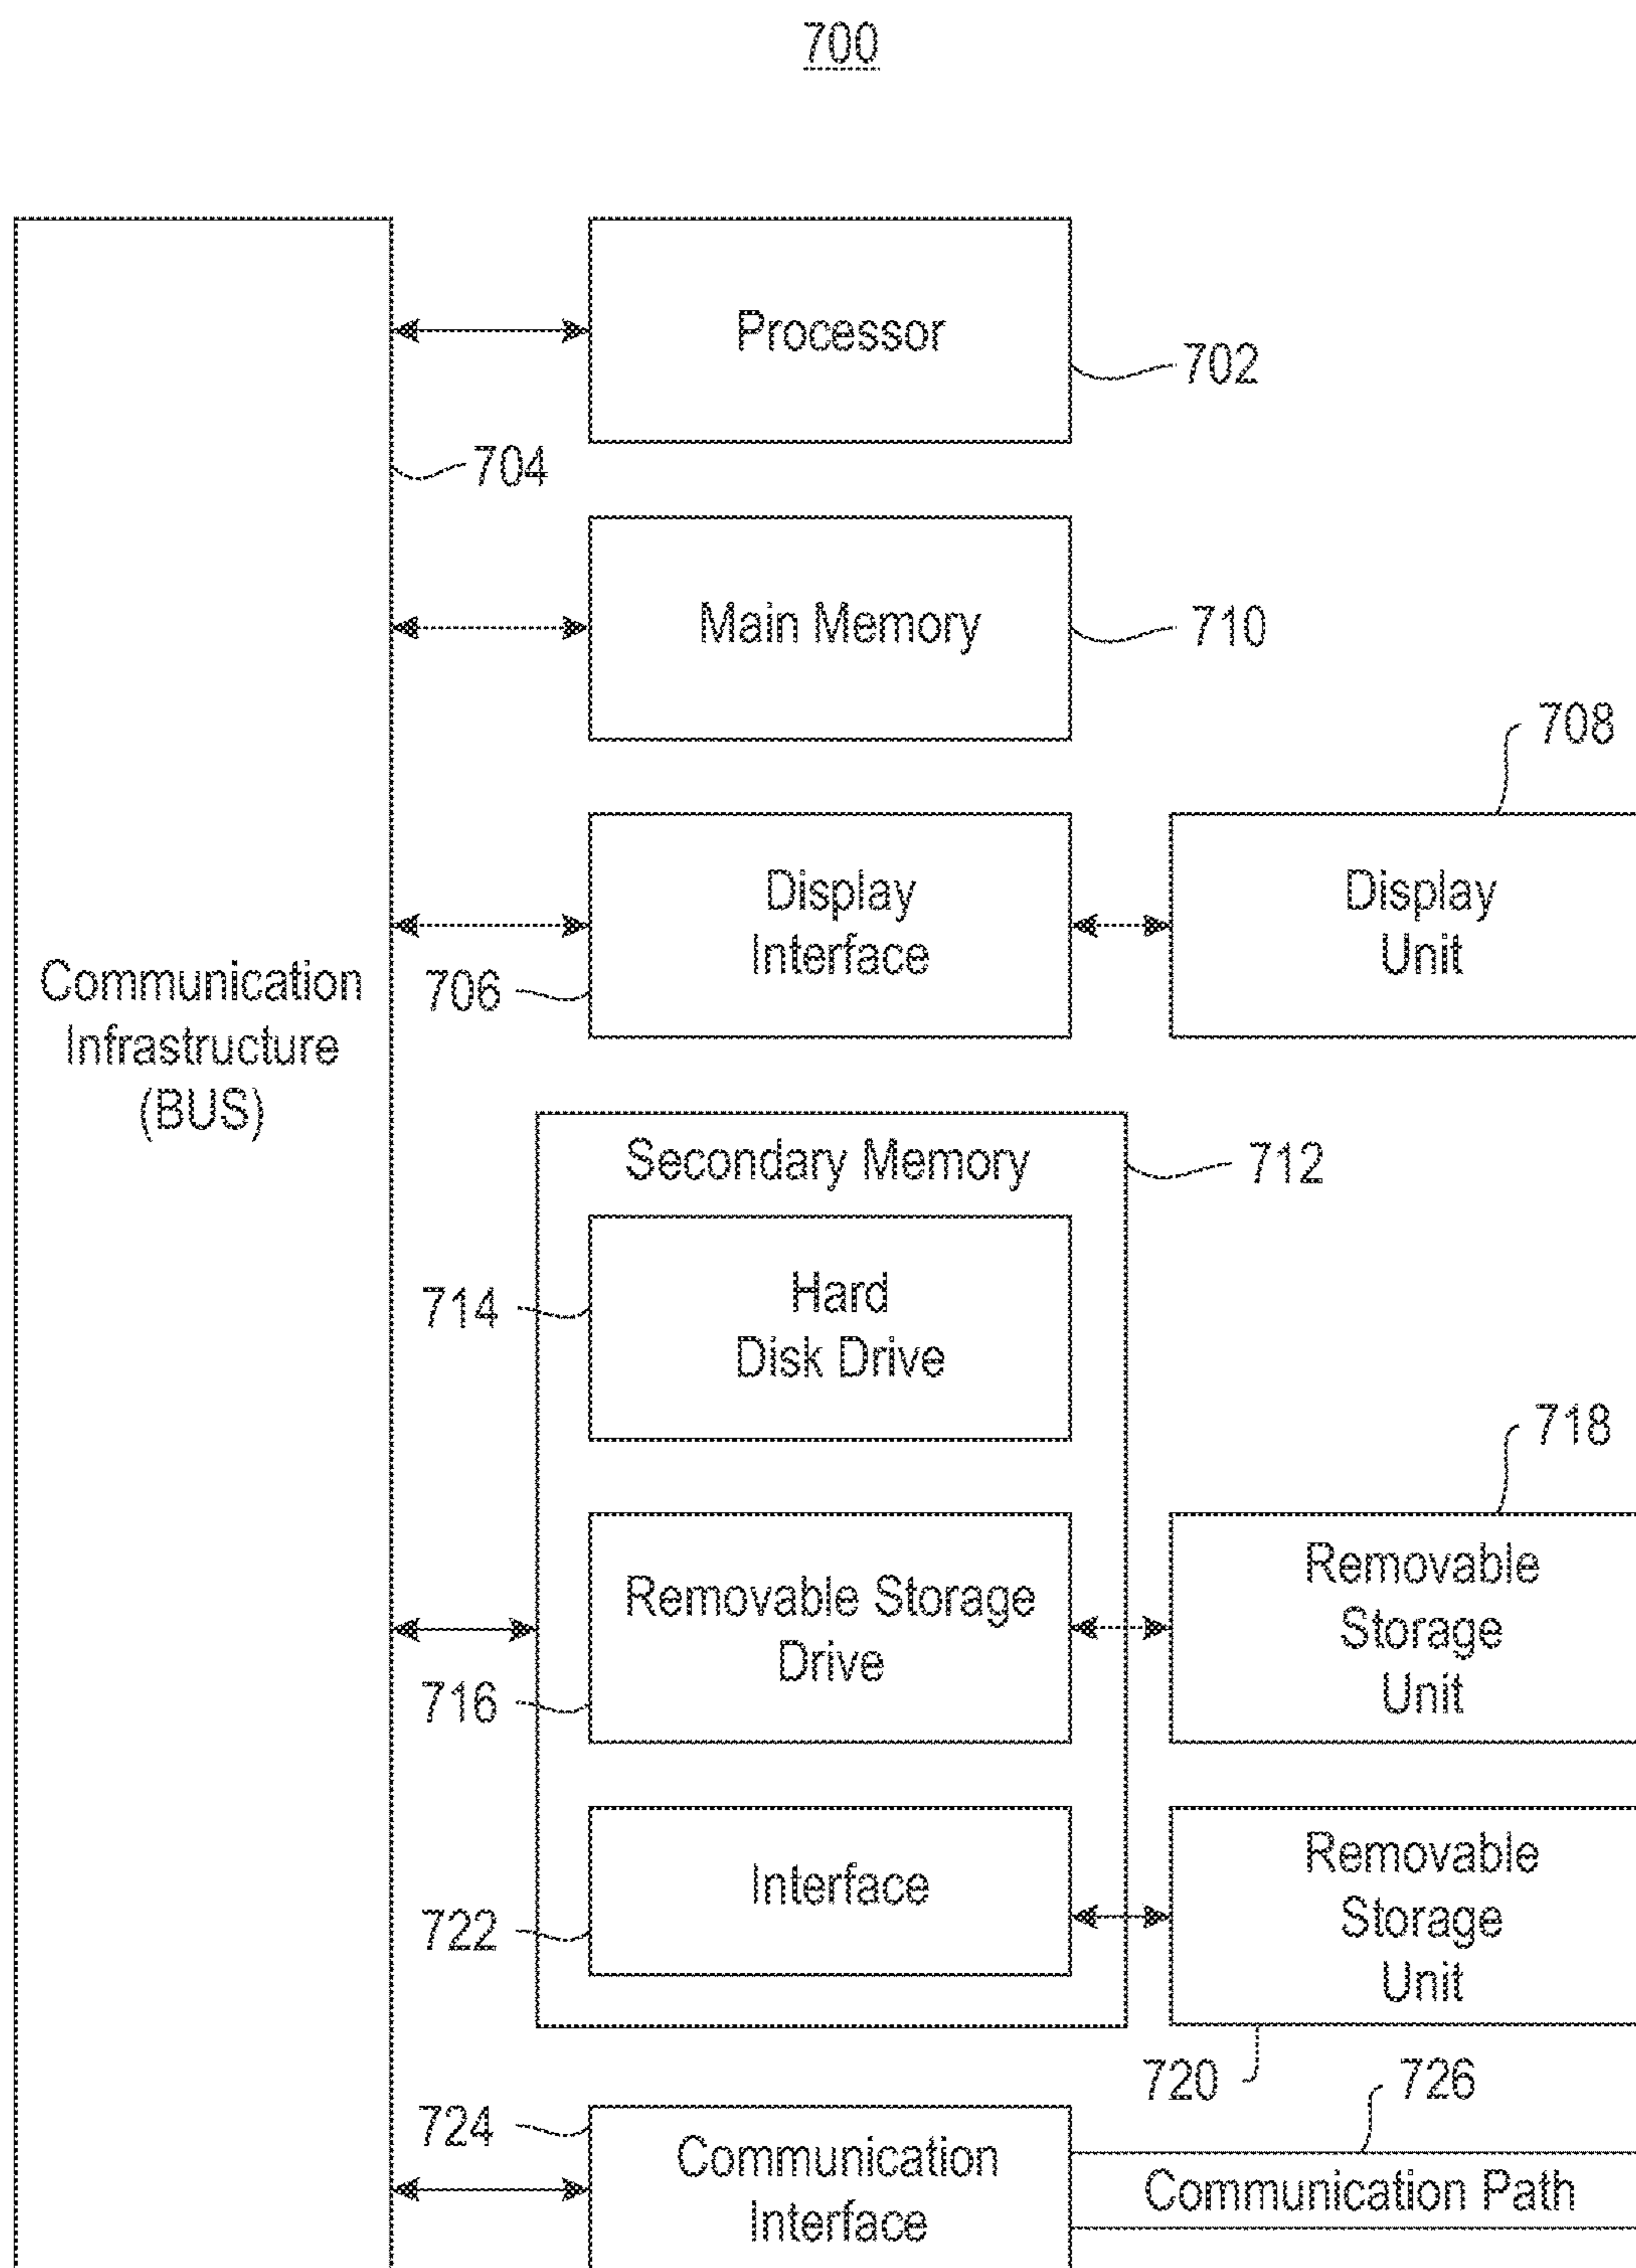 700
Processor
702
704
Main Memory
710
708
Display
Interface
Display
Unit
706
Communication
Infrastructure
(BUS)
Secondary Memory
712
Hard
Disk Drive
714
718
Removable Storage
Drive
Removable
Storage
Unit
716
Interface
Removable
Storage
Unit
722
720
726
724
Communication
Interface
Communication Path